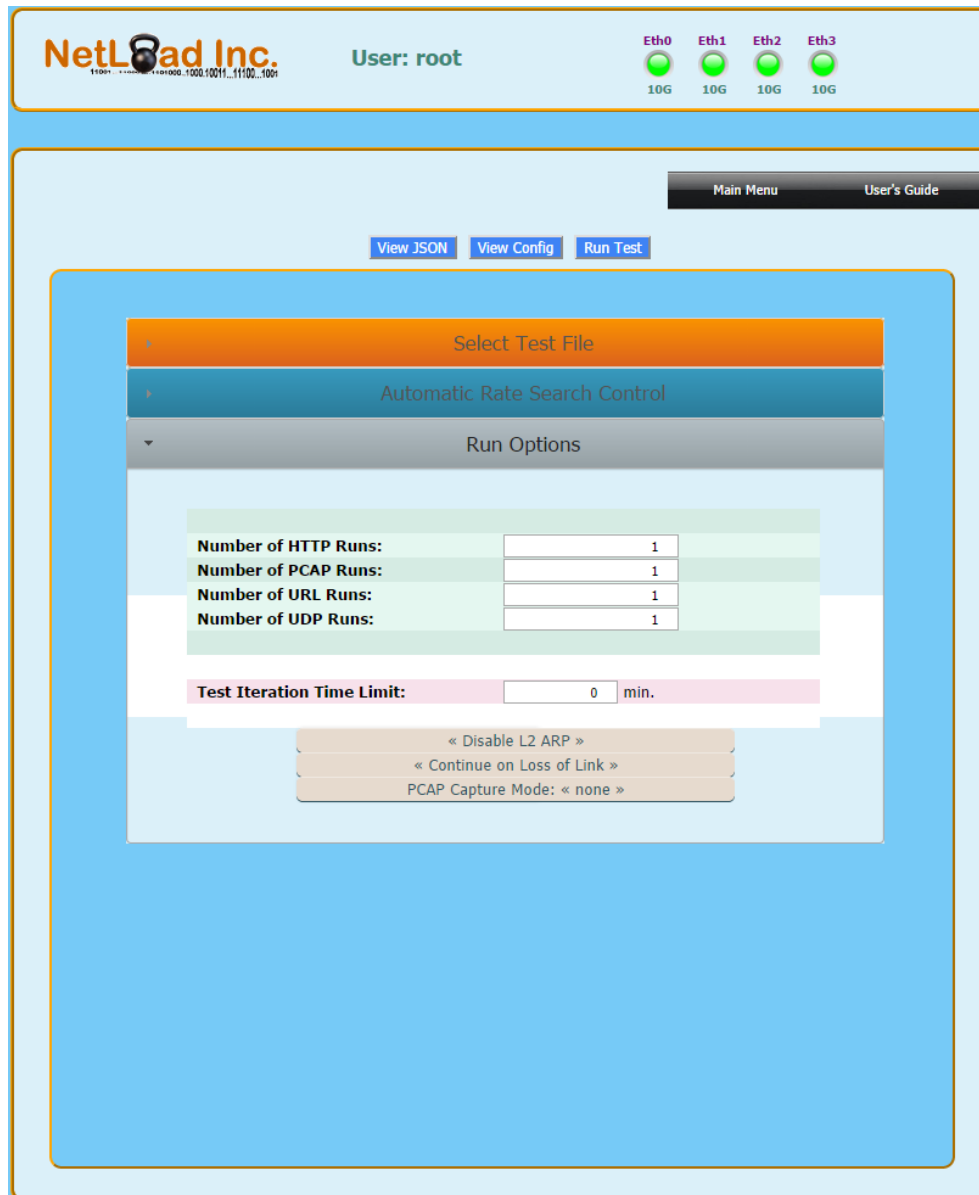 NetLoad Inc.
User: root
Eth0 Eth1 Eth2 Eth3
10G 10G 10G 10G
Main Menu User's Guide
View JSON View Config Run Test
Select Test File
Automatic Rate Search Control
Run Options
Number of HTTP Runs: 1
Number of PCAP Runs: 1
Number of URL Runs: 1
Number of UDP Runs: 1
Test Iteration Time Limit: 0 min.
« Disable L2 ARP »
« Continue on Loss of Link »
PCAP Capture Mode: « none »